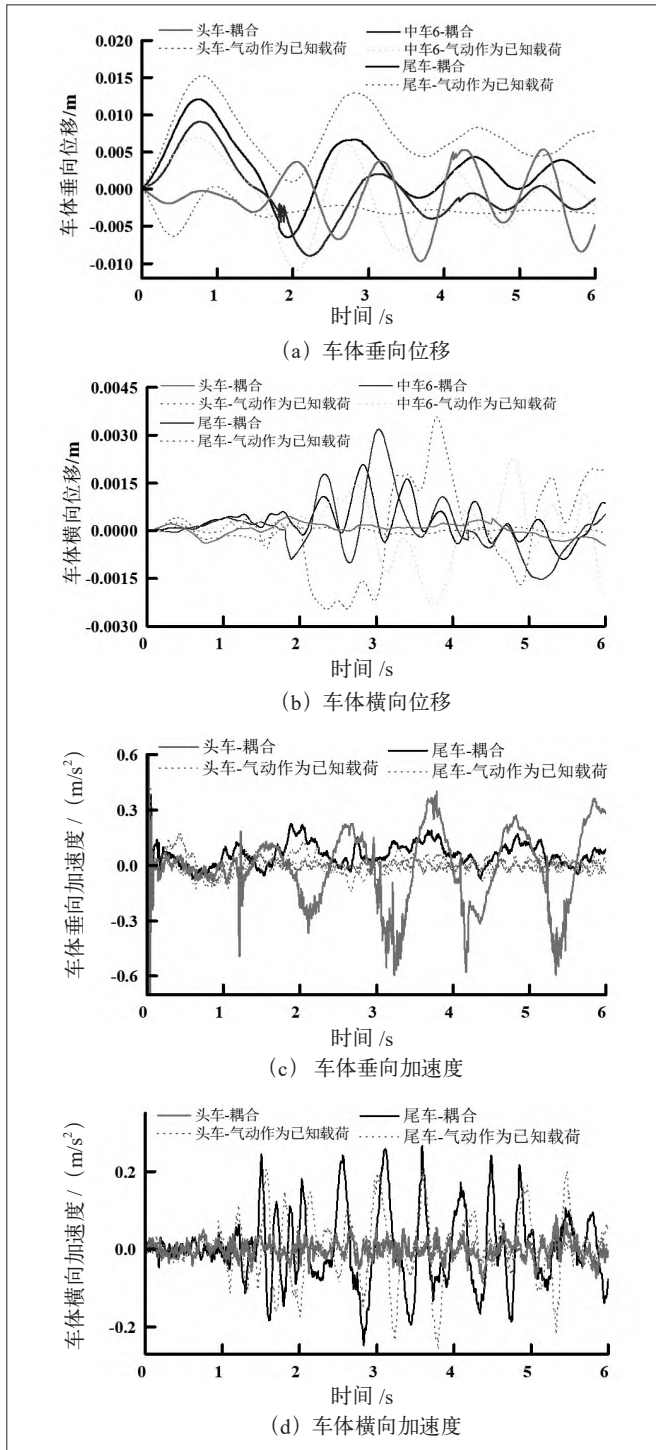 头车-耦合 中车6-耦合
头车-气动作为已知载荷 中车6-气动作为已知载荷
尾车-耦合
尾车-气动作为已知载荷
0.020
0.015
0.010
0.005
0.000
-0.005
-0.010
车体垂向位移/m
0 1 2 3 4 5 6
时间 /s
（a）车体垂向位移
头车-耦合 中车6-耦合
头车-气动作为已知载荷 中车6-气动作为已知载荷
尾车-耦合
尾车-气动作为已知载荷
0.0045
0.0030
0.0015
0.0000
-0.0015
-0.0030
车体横向位移/m
0 1 2 3 4 5 6
时间 /s
（b）车体横向位移
头车-耦合 尾车-耦合
头车-气动作为已知载荷 尾车-气动作为已知载荷
0.6
0.3
0.0
-0.3
-0.6
车体垂向加速度 /（m/s²）
0 1 2 3 4 5 6
时间 /s
（c） 车体垂向加速度
头车-耦合 尾车-耦合
头车-气动作为已知载荷 尾车-气动作为已知载荷
0.2
0.0
-0.2
车体横向加速度 /（m/s²）
0 1 2 3 4 5 6
时间 /s
（d）车体横向加速度